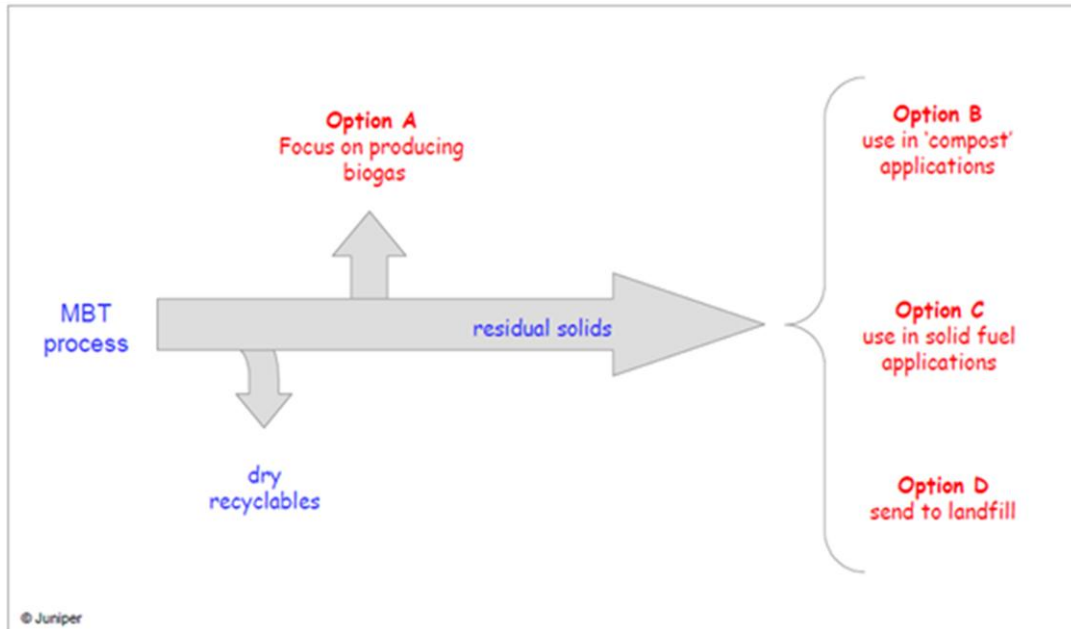 Option A
Focus on producing
biogas
MBT
process
residual solids
dry
recyclables
Option B
use in 'compost'
applications
Option C
use in solid fuel
applications
Option D
send to landfill
© Juniper